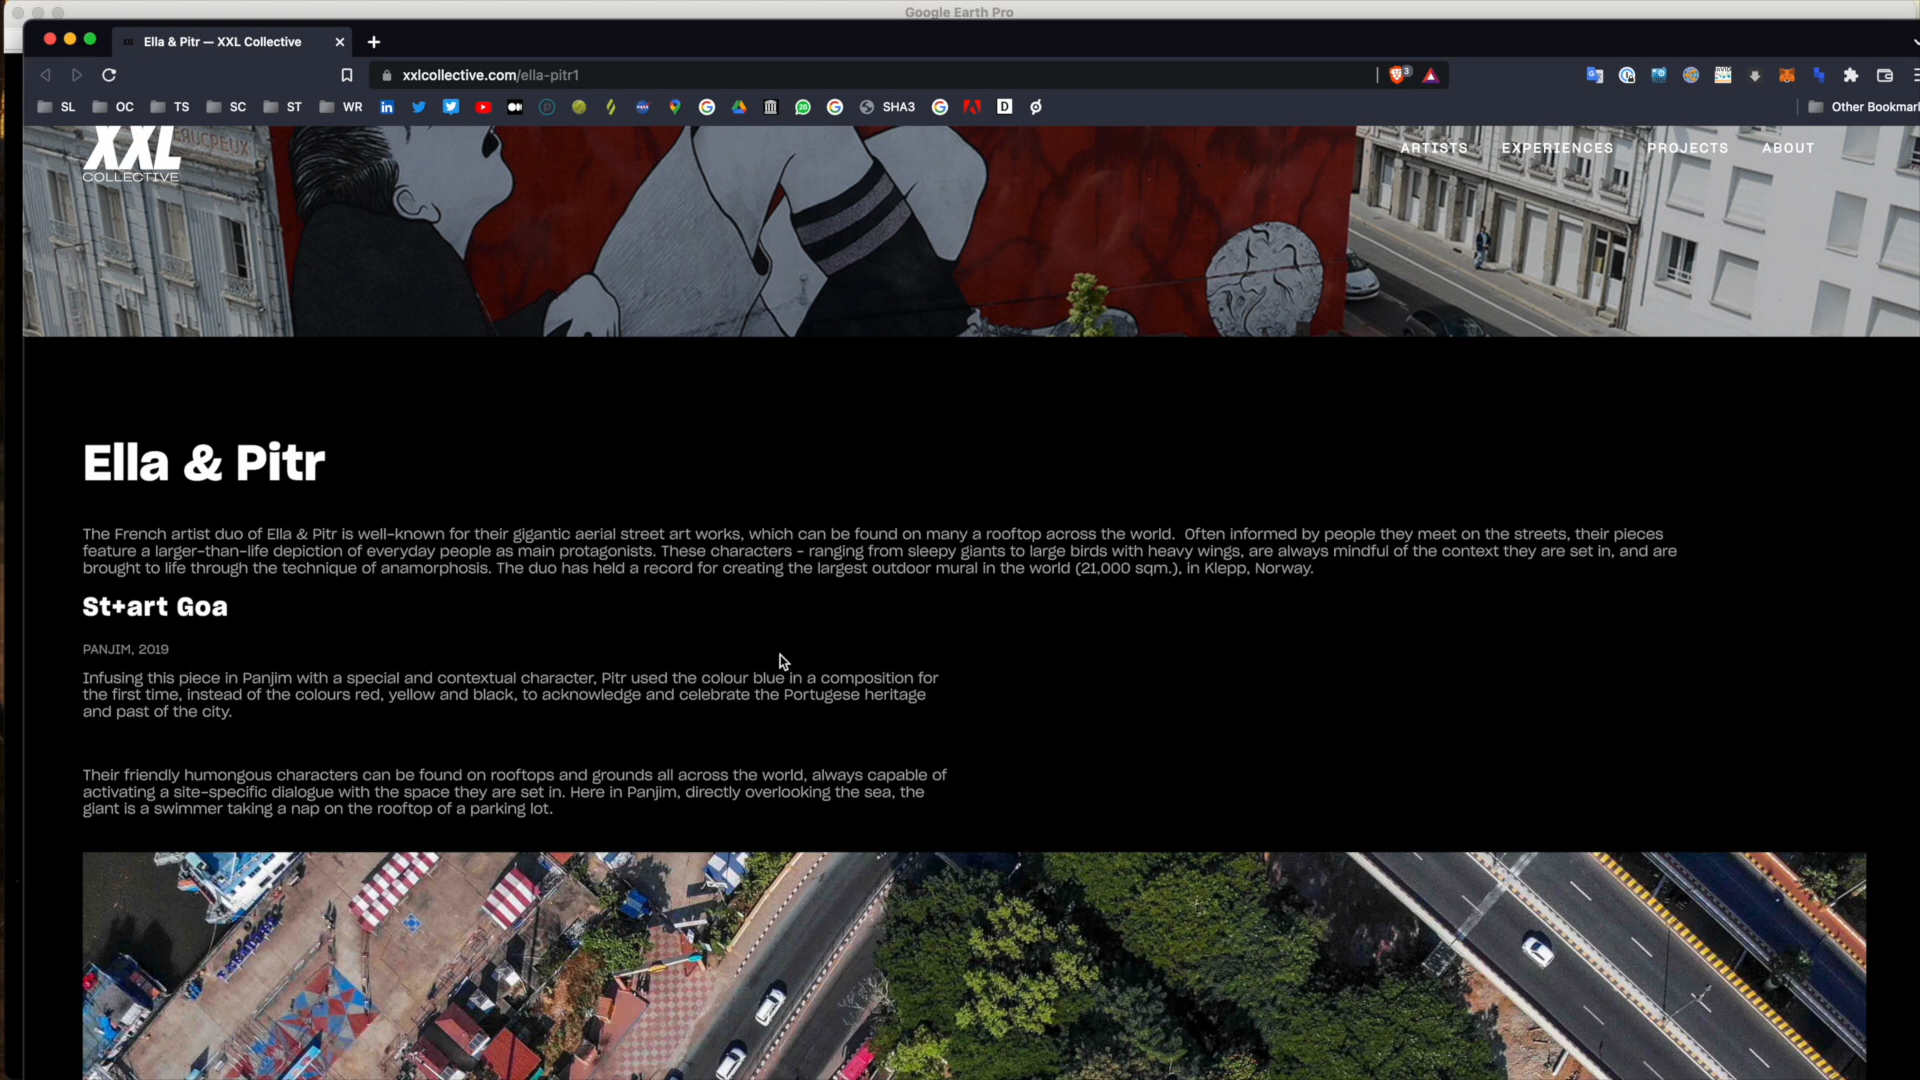 Google Earth Pro
Ella & Pitr — XXL Collective
xxlcollective.com/ella-pitr1
3
SL OC TS SC ST WR 20 SHA3 D Other Bookmar
XXL
COLLECTIVE
ARTISTS EXPERIENCES PROJECTS ABOUT
Ella & Pitr
The French artist duo of Ella & Pitr is well-known for their gigantic aerial street art works, which can be found on many a rooftop across the world. Often informed by people they meet on the streets, their pieces
feature a larger-than-life depiction of everyday people as main protagonists. These characters - ranging from sleepy giants to large birds with heavy wings, are always mindful of the context they are set in, and are
brought to life through the technique of anamorphosis. The duo has held a record for creating the largest outdoor mural in the world (21,000 sqm.), in Klepp, Norway.
St+art Goa
PANJIM, 2019
Infusing this piece in Panjim with a special and contextual character, Pitr used the colour blue in a composition for
the first time, instead of the colours red, yellow and black, to acknowledge and celebrate the Portugese heritage
and past of the city.
Their friendly humongous characters can be found on rooftops and grounds all across the world, always capable of
activating a site-specific dialogue with the space they are set in. Here in Panjim, directly overlooking the sea, the
giant is a swimmer taking a nap on the rooftop of a parking lot.